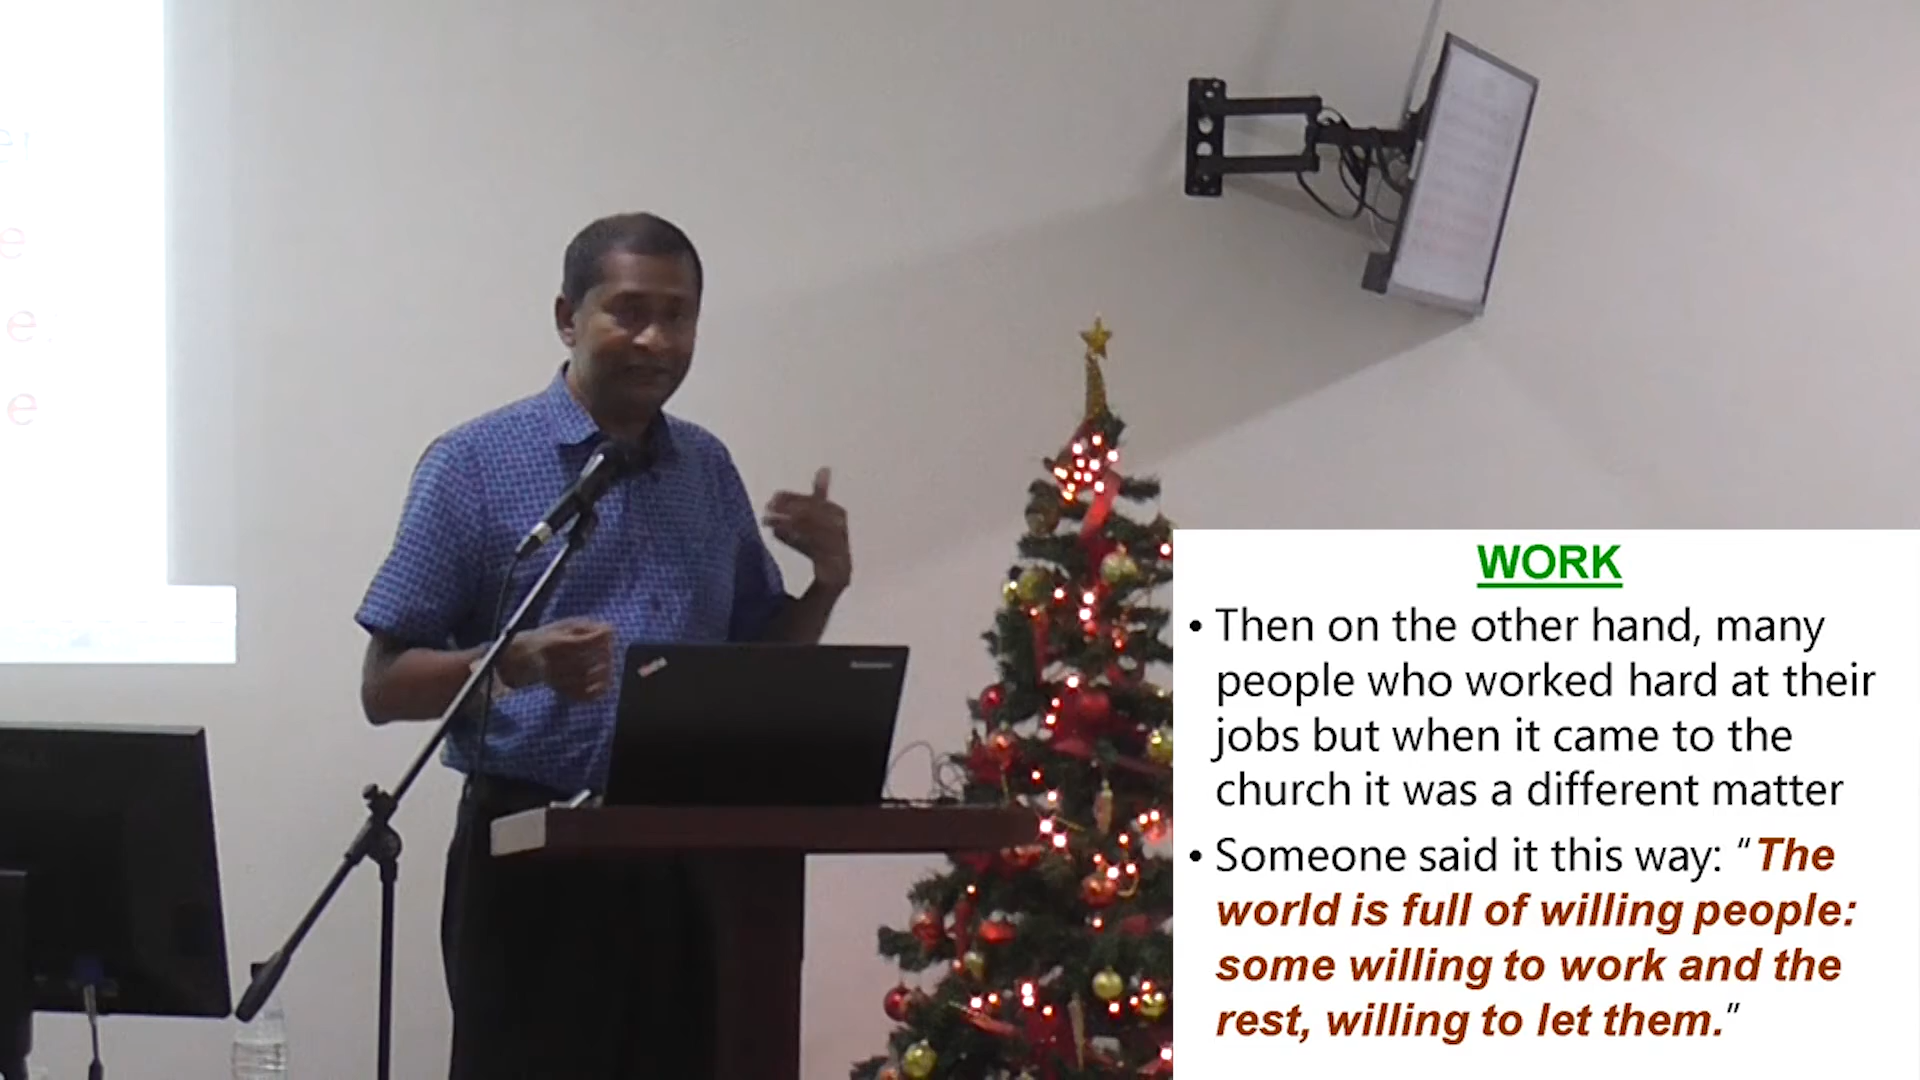 WORK
• Then on the other hand, many
people who worked hard at their
jobs but when it came to the
church it was a different matter
• Someone said it this way: "The
world is full of willing people:
some willing to work and the
rest, willing to let them."